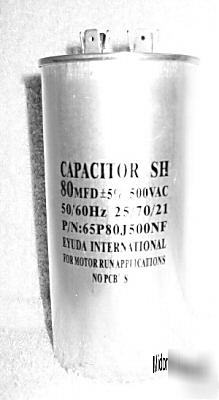 CAPACITOR SH
80MFD±5% 500VAC
50/60Hz 25/70/21
P/N:65P80J500NF
EYUDA INTERNATIONAL
FOR MOTOR RUN APPLICATIONS
NO PCB'S